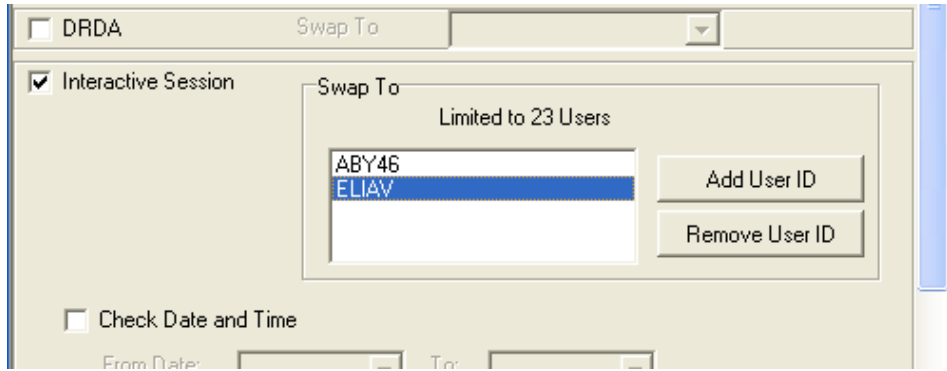 DRDA Swap To
Interactive Session
Swap To
Limited to 23 Users
ABY46
ELIAV
Add User ID
Remove User ID
Check Date and Time
From Date: To: